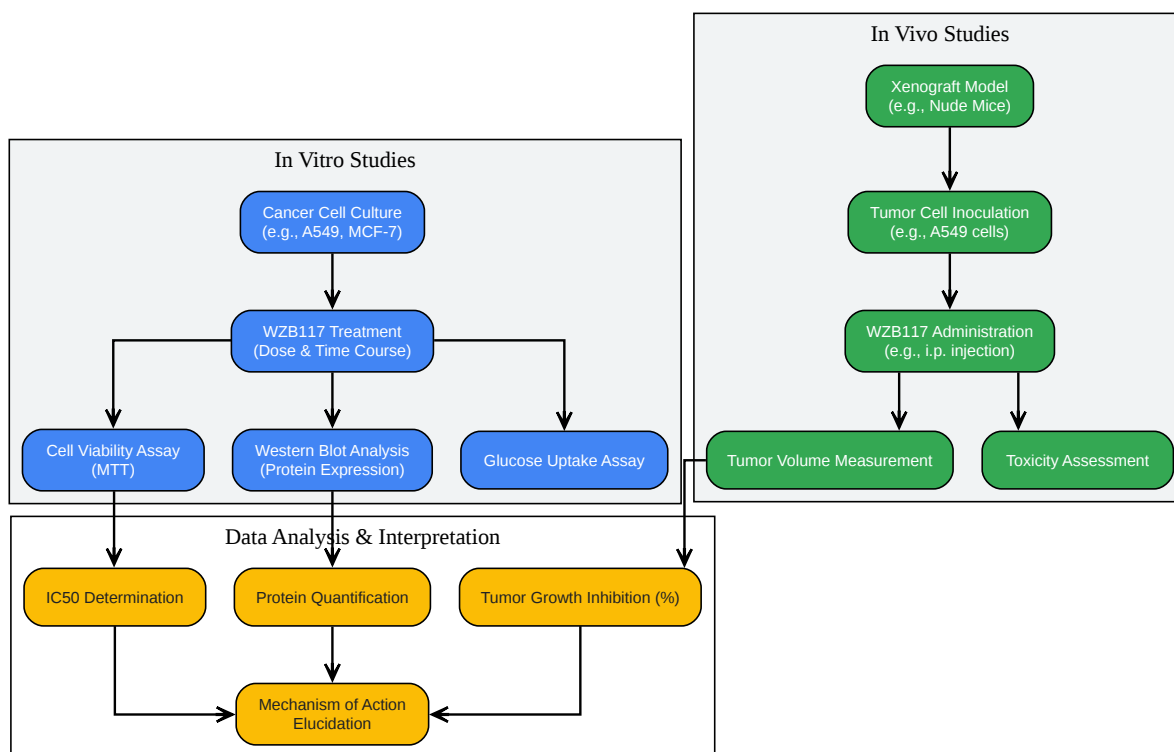 In Vivo Studies
Xenograft Model
(e.g., Nude Mice)
Tumor Cell Inoculation
(e.g., A549 cells)
WZB117 Administration
(e.g., i.p. injection)
Tumor Volume Measurement
Toxicity Assessment
In Vitro Studies
Cancer Cell Culture
(e.g., A549, MCF-7)
WZB117 Treatment
(Dose & Time Course)
Cell Viability Assay
(MTT)
Western Blot Analysis
(Protein Expression)
Glucose Uptake Assay
Data Analysis & Interpretation
IC50 Determination
Protein Quantification
Tumor Growth Inhibition (%)
Mechanism of Action
Elucidation